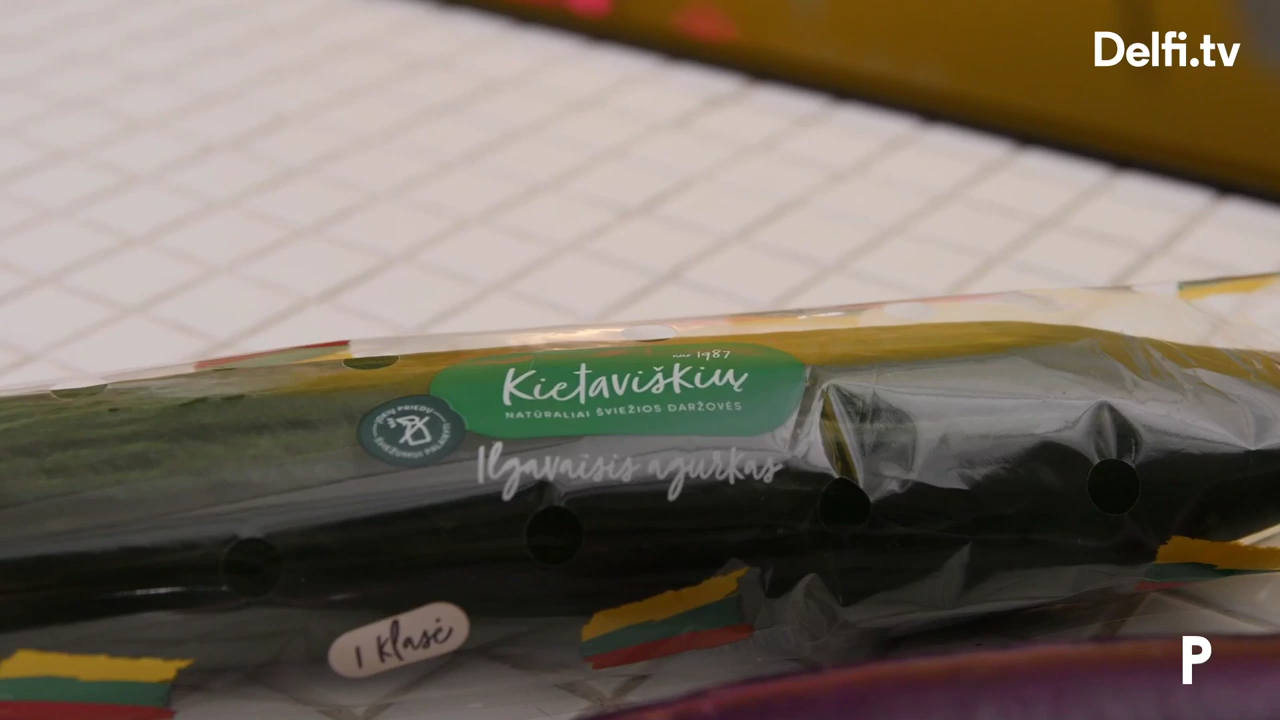 Delfi.tv
nuo 1987
Kietaviškių
NATŪRALIAI ŠVIEŽIOS DARŽOVĖS
Ilgavaisis agurkas
1 klasė
P